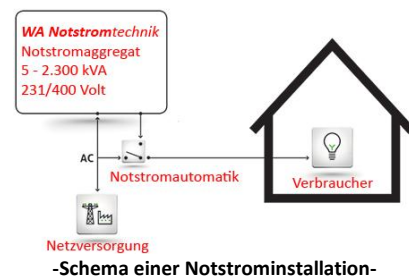 WA Notstromtechnik
Notstromaggregat
5 - 2.300 kVA
231/400 Volt
AC
Notstromautomatik
Verbraucher
Netzversorgung
-Schema einer Notstrominstallation-